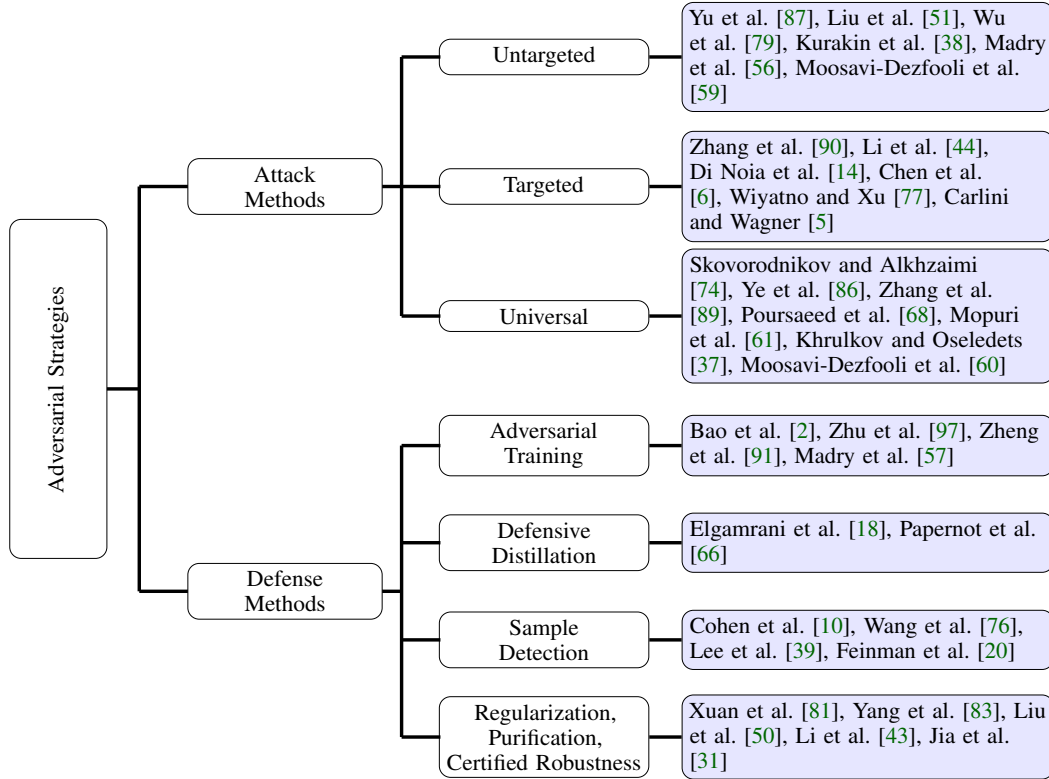 Adversarial Strategies
Attack
Methods
Untargeted
Yu et al. [87], Liu et al. [51], Wu
et al. [79], Kurakin et al. [38], Madry
et al. [56], Moosavi-Dezfooli et al.
[59]
Targeted
Zhang et al. [90], Li et al. [44],
Di Noia et al. [14], Chen et al.
[6], Wiyatno and Xu [77], Carlini
and Wagner [5]
Universal
Skovorodnikov and Alkhzaimi
[74], Ye et al. [86], Zhang et al.
[89], Poursaeed et al. [68], Mopuri
et al. [61], Khrulkov and Oseledets
[37], Moosavi-Dezfooli et al. [60]
Defense
Methods
Adversarial
Training
Bao et al. [2], Zhu et al. [97], Zheng
et al. [91], Madry et al. [57]
Defensive
Distillation
Elgamrani et al. [18], Papernot et al.
[66]
Sample
Detection
Cohen et al. [10], Wang et al. [76],
Lee et al. [39], Feinman et al. [20]
Regularization,
Purification,
Certified Robustness
Xuan et al. [81], Yang et al. [83], Liu
et al. [50], Li et al. [43], Jia et al.
[31]